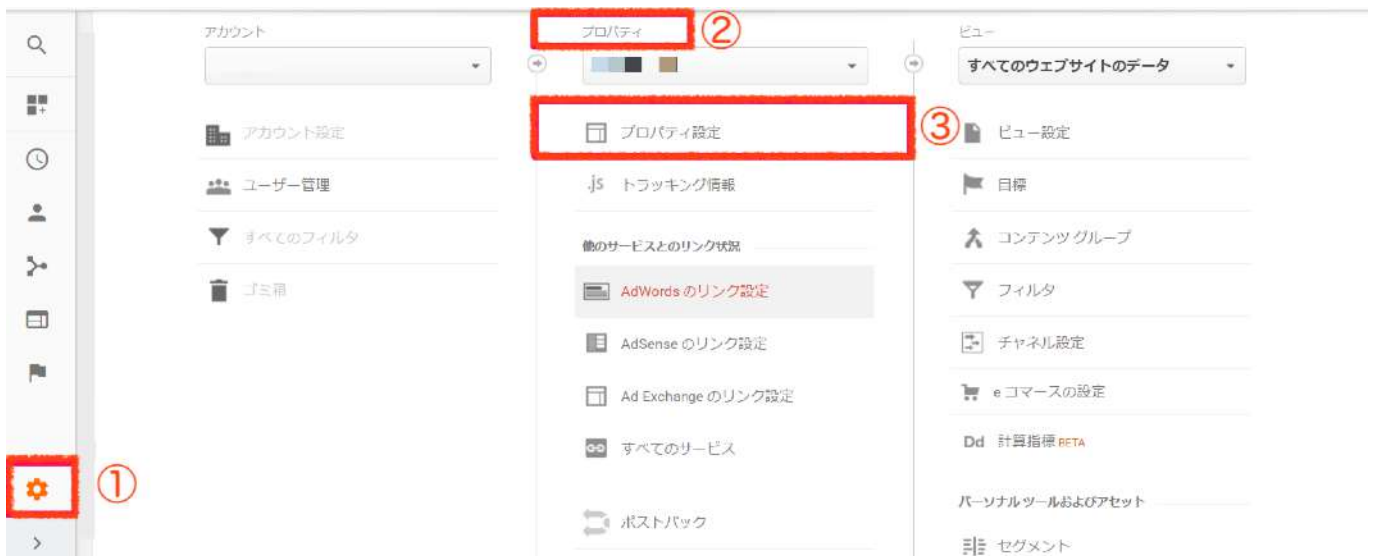 アカウント
プロパティ
②
ビュー
すべてのウェブサイトのデータ
アカウント設定
ユーザー管理
すべてのフィルタ
ゴミ箱
プロパティ設定
③
.js トラッキング情報
他のサービスとのリンク状況
AdWords のリンク設定
AdSense のリンク設定
Ad Exchange のリンク設定
すべてのサービス
ポストバック
ビュー設定
目標
コンテンツ グループ
フィルタ
チャネル設定
e コマースの設定
Dd 計算指標 BETA
パーソナル ツールおよびアセット
セグメント
①